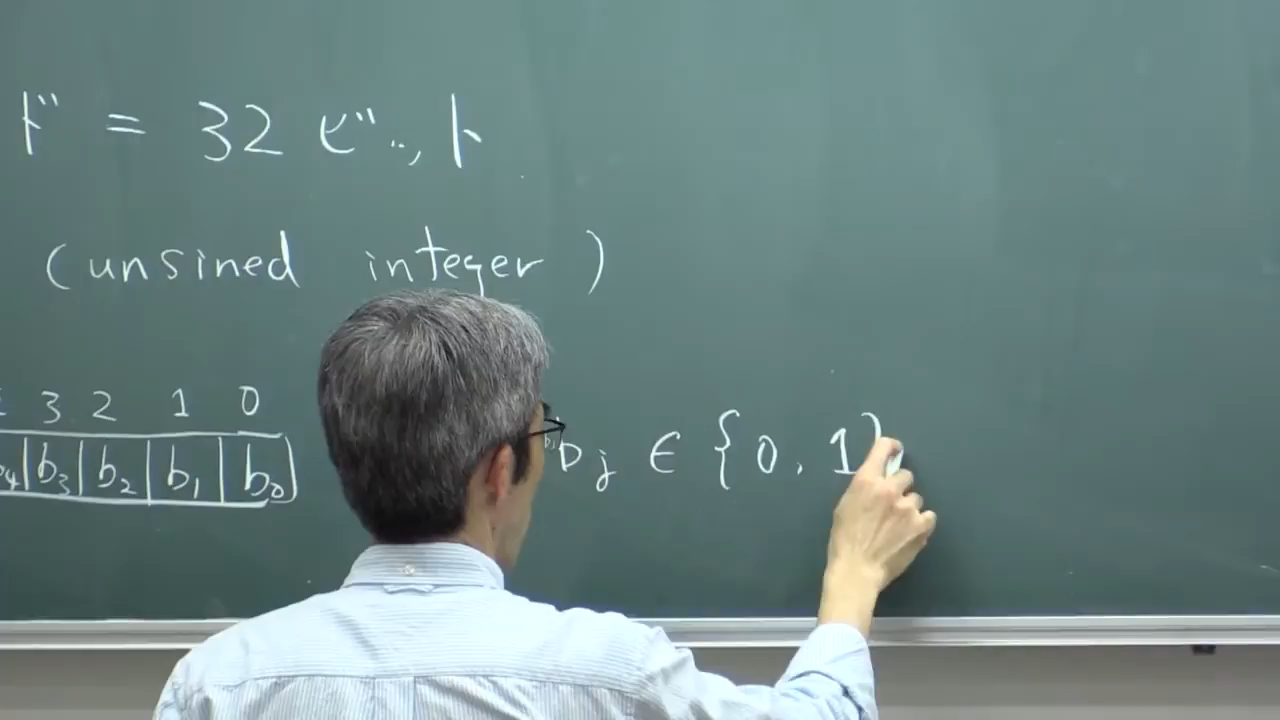 ド = 32 ビット
(unsined integer)
3 2 1 0
b4 b3 b2 b1 b0
bj ∈ {0, 1}